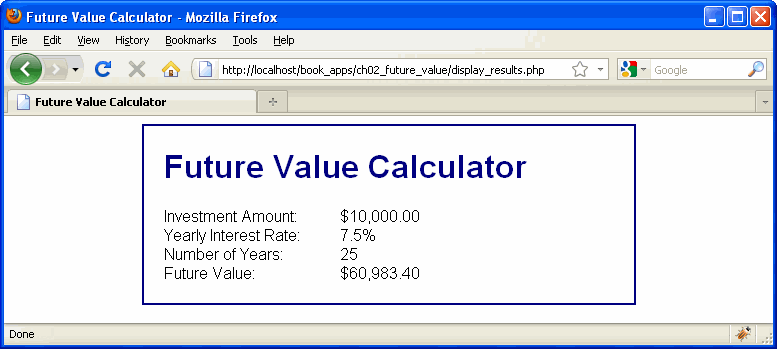 Future Value Calculator - Mozilla Firefox
File Edit View History Bookmarks Tools Help
http://localhost/book_apps/ch02_future_value/display_results.php Google
Future Value Calculator
Future Value Calculator
Investment Amount: $10,000.00
Yearly Interest Rate: 7.5%
Number of Years: 25
Future Value: $60,983.40
Done